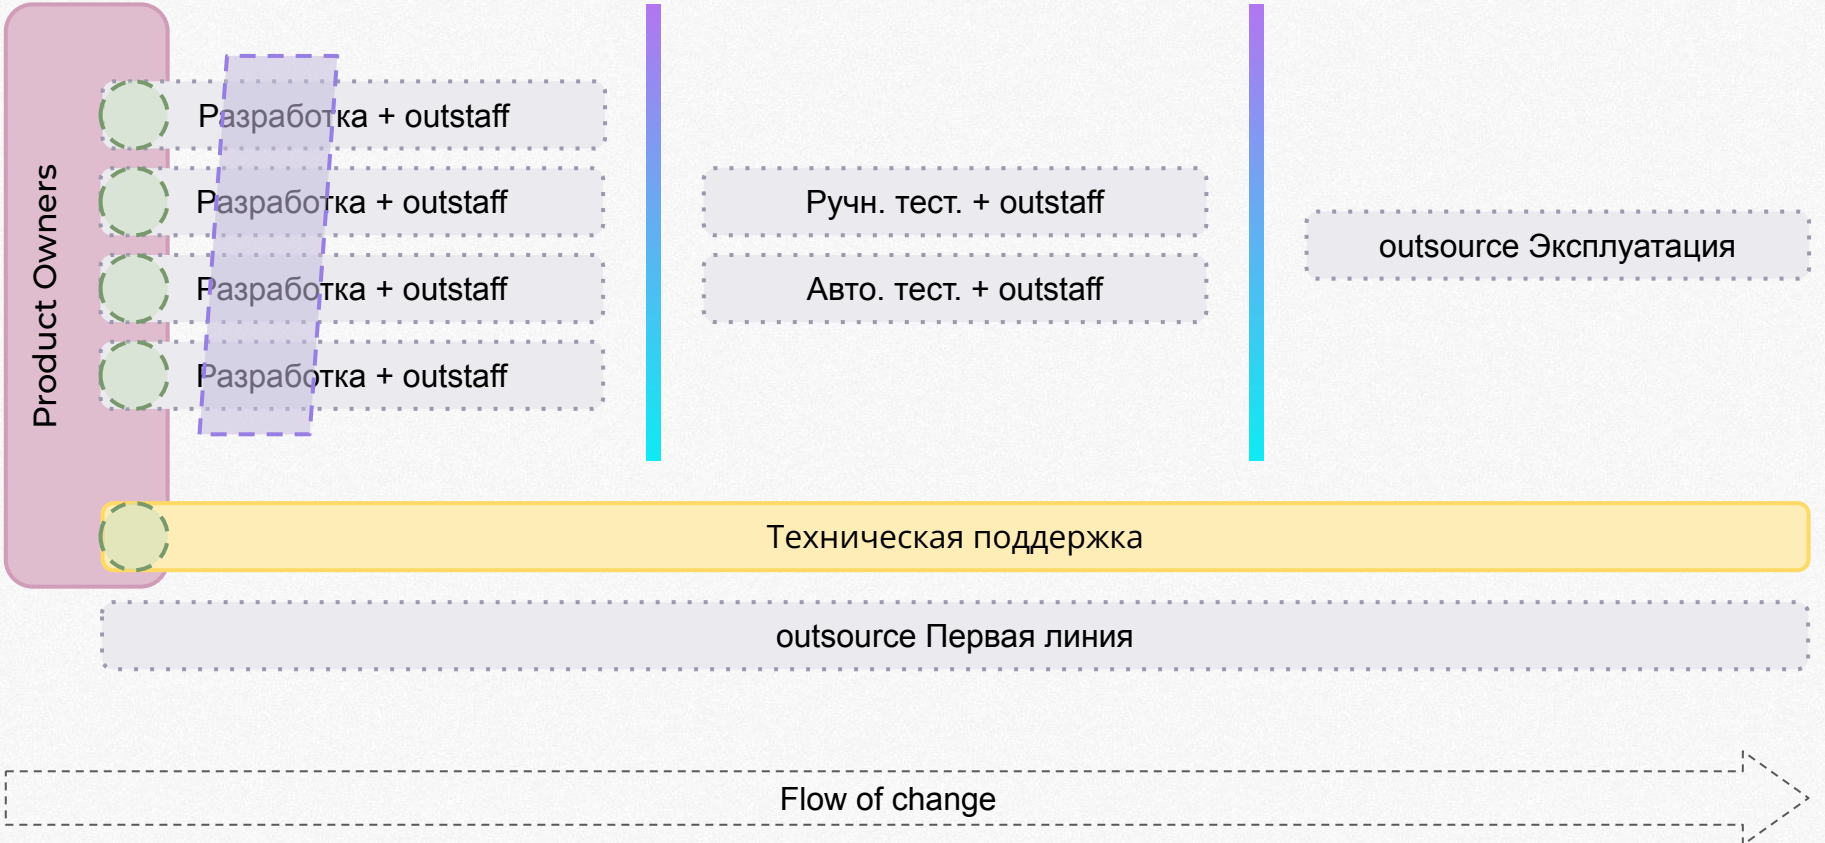 Product Owners
Разработка + outstaff
Разработка + outstaff
Разработка + outstaff
Разработка + outstaff
Ручн. тест. + outstaff
Авто. тест. + outstaff
outsource Эксплуатация
Техническая поддержка
outsource Первая линия
Flow of change